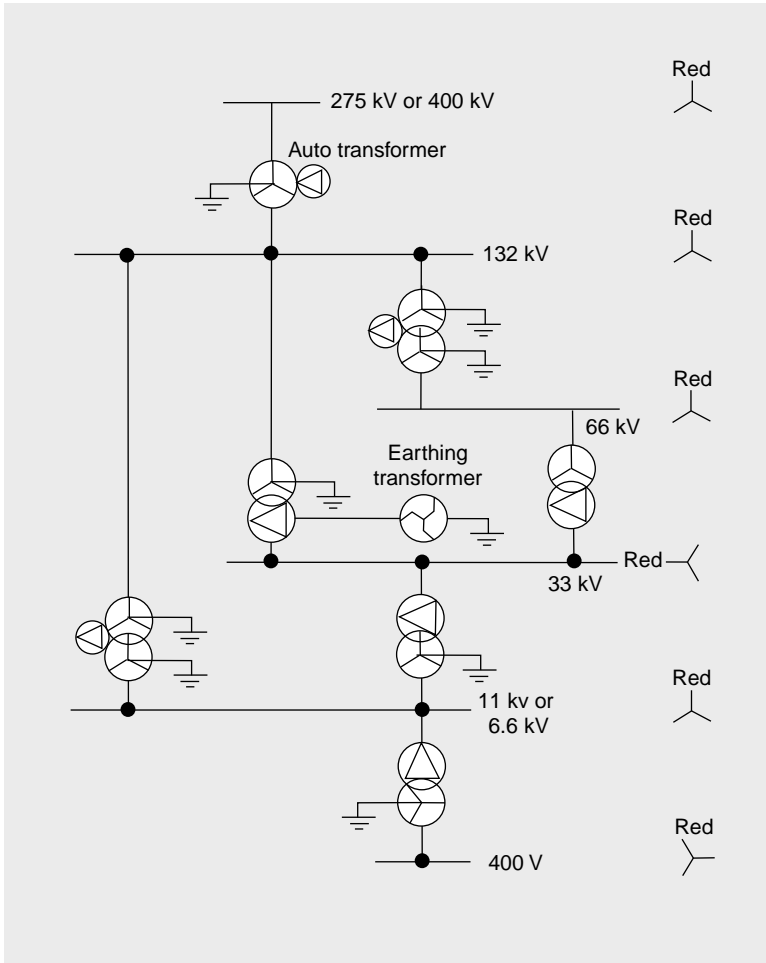 Red
275 kV or 400 kV
Auto transformer
Red
132 kV
Red
66 kV
Earthing
transformer
Red
33 kV
Red
11 kv or
6.6 kV
Red
400 V